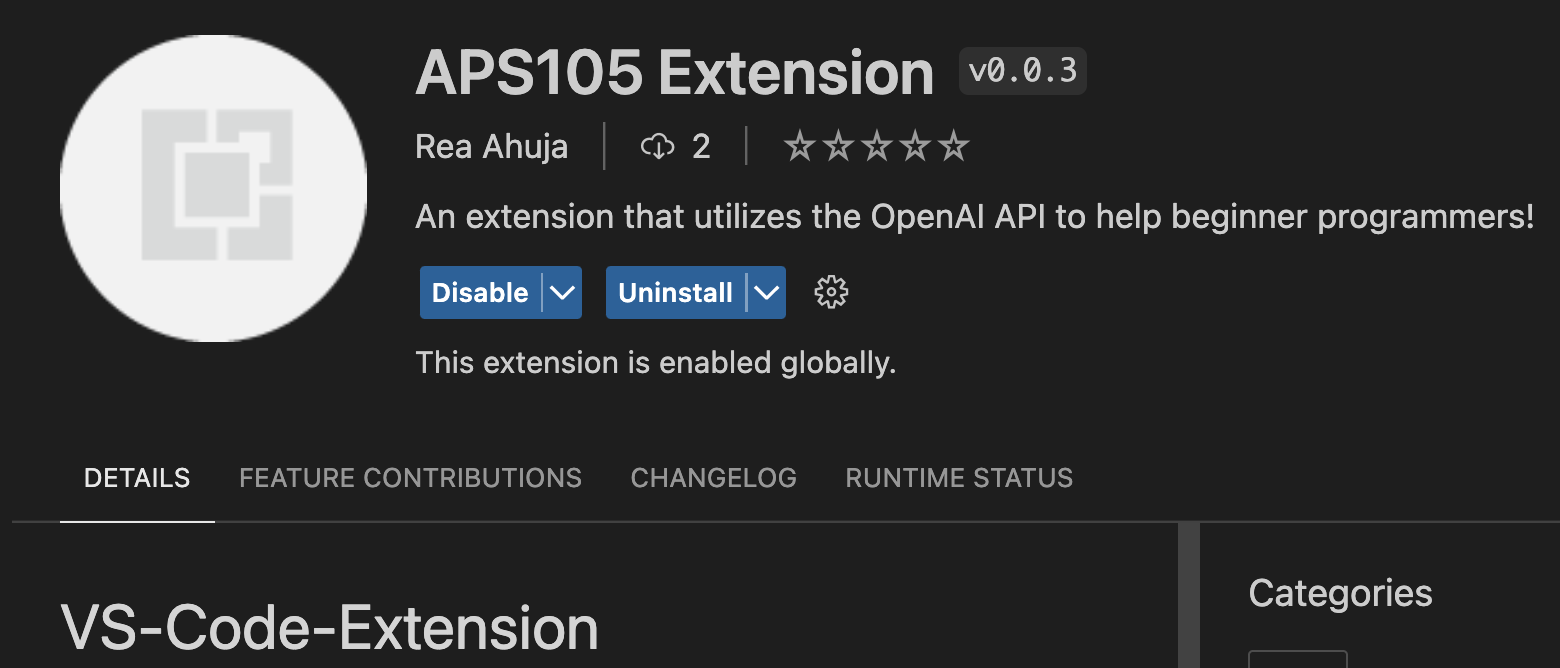 APS105 Extension v0.0.3
Rea Ahuja 2
An extension that utilizes the OpenAI API to help beginner programmers!
Disable Uninstall
This extension is enabled globally.
DETAILS FEATURE CONTRIBUTIONS CHANGELOG RUNTIME STATUS
Categories
VS-Code-Extension